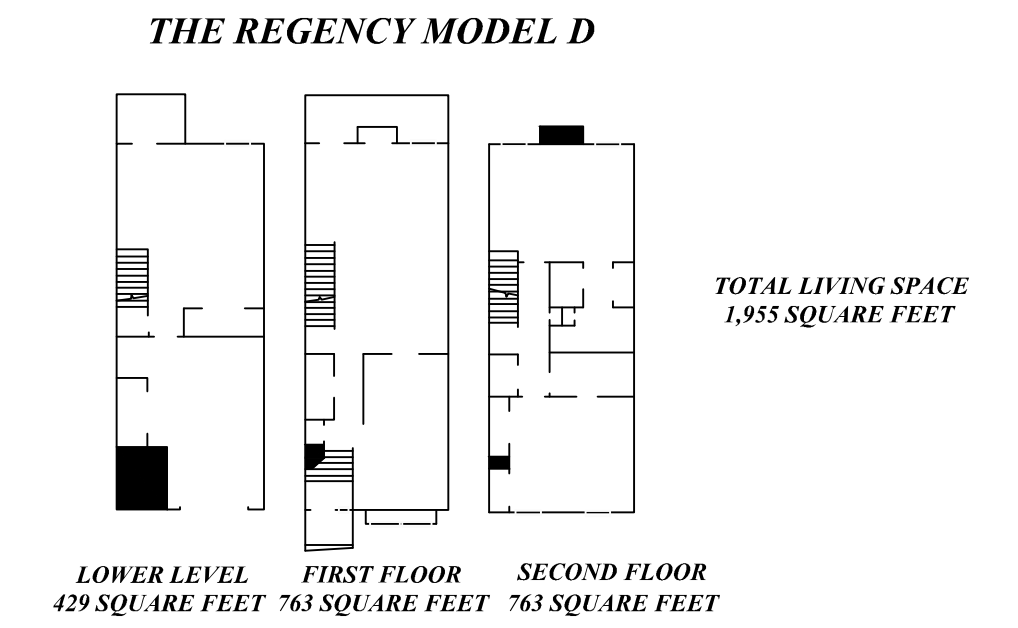 THE REGENCY MODEL D
TOTAL LIVING SPACE
1,955 SQUARE FEET
LOWER LEVEL
429 SQUARE FEET
FIRST FLOOR
763 SQUARE FEET
SECOND FLOOR
763 SQUARE FEET